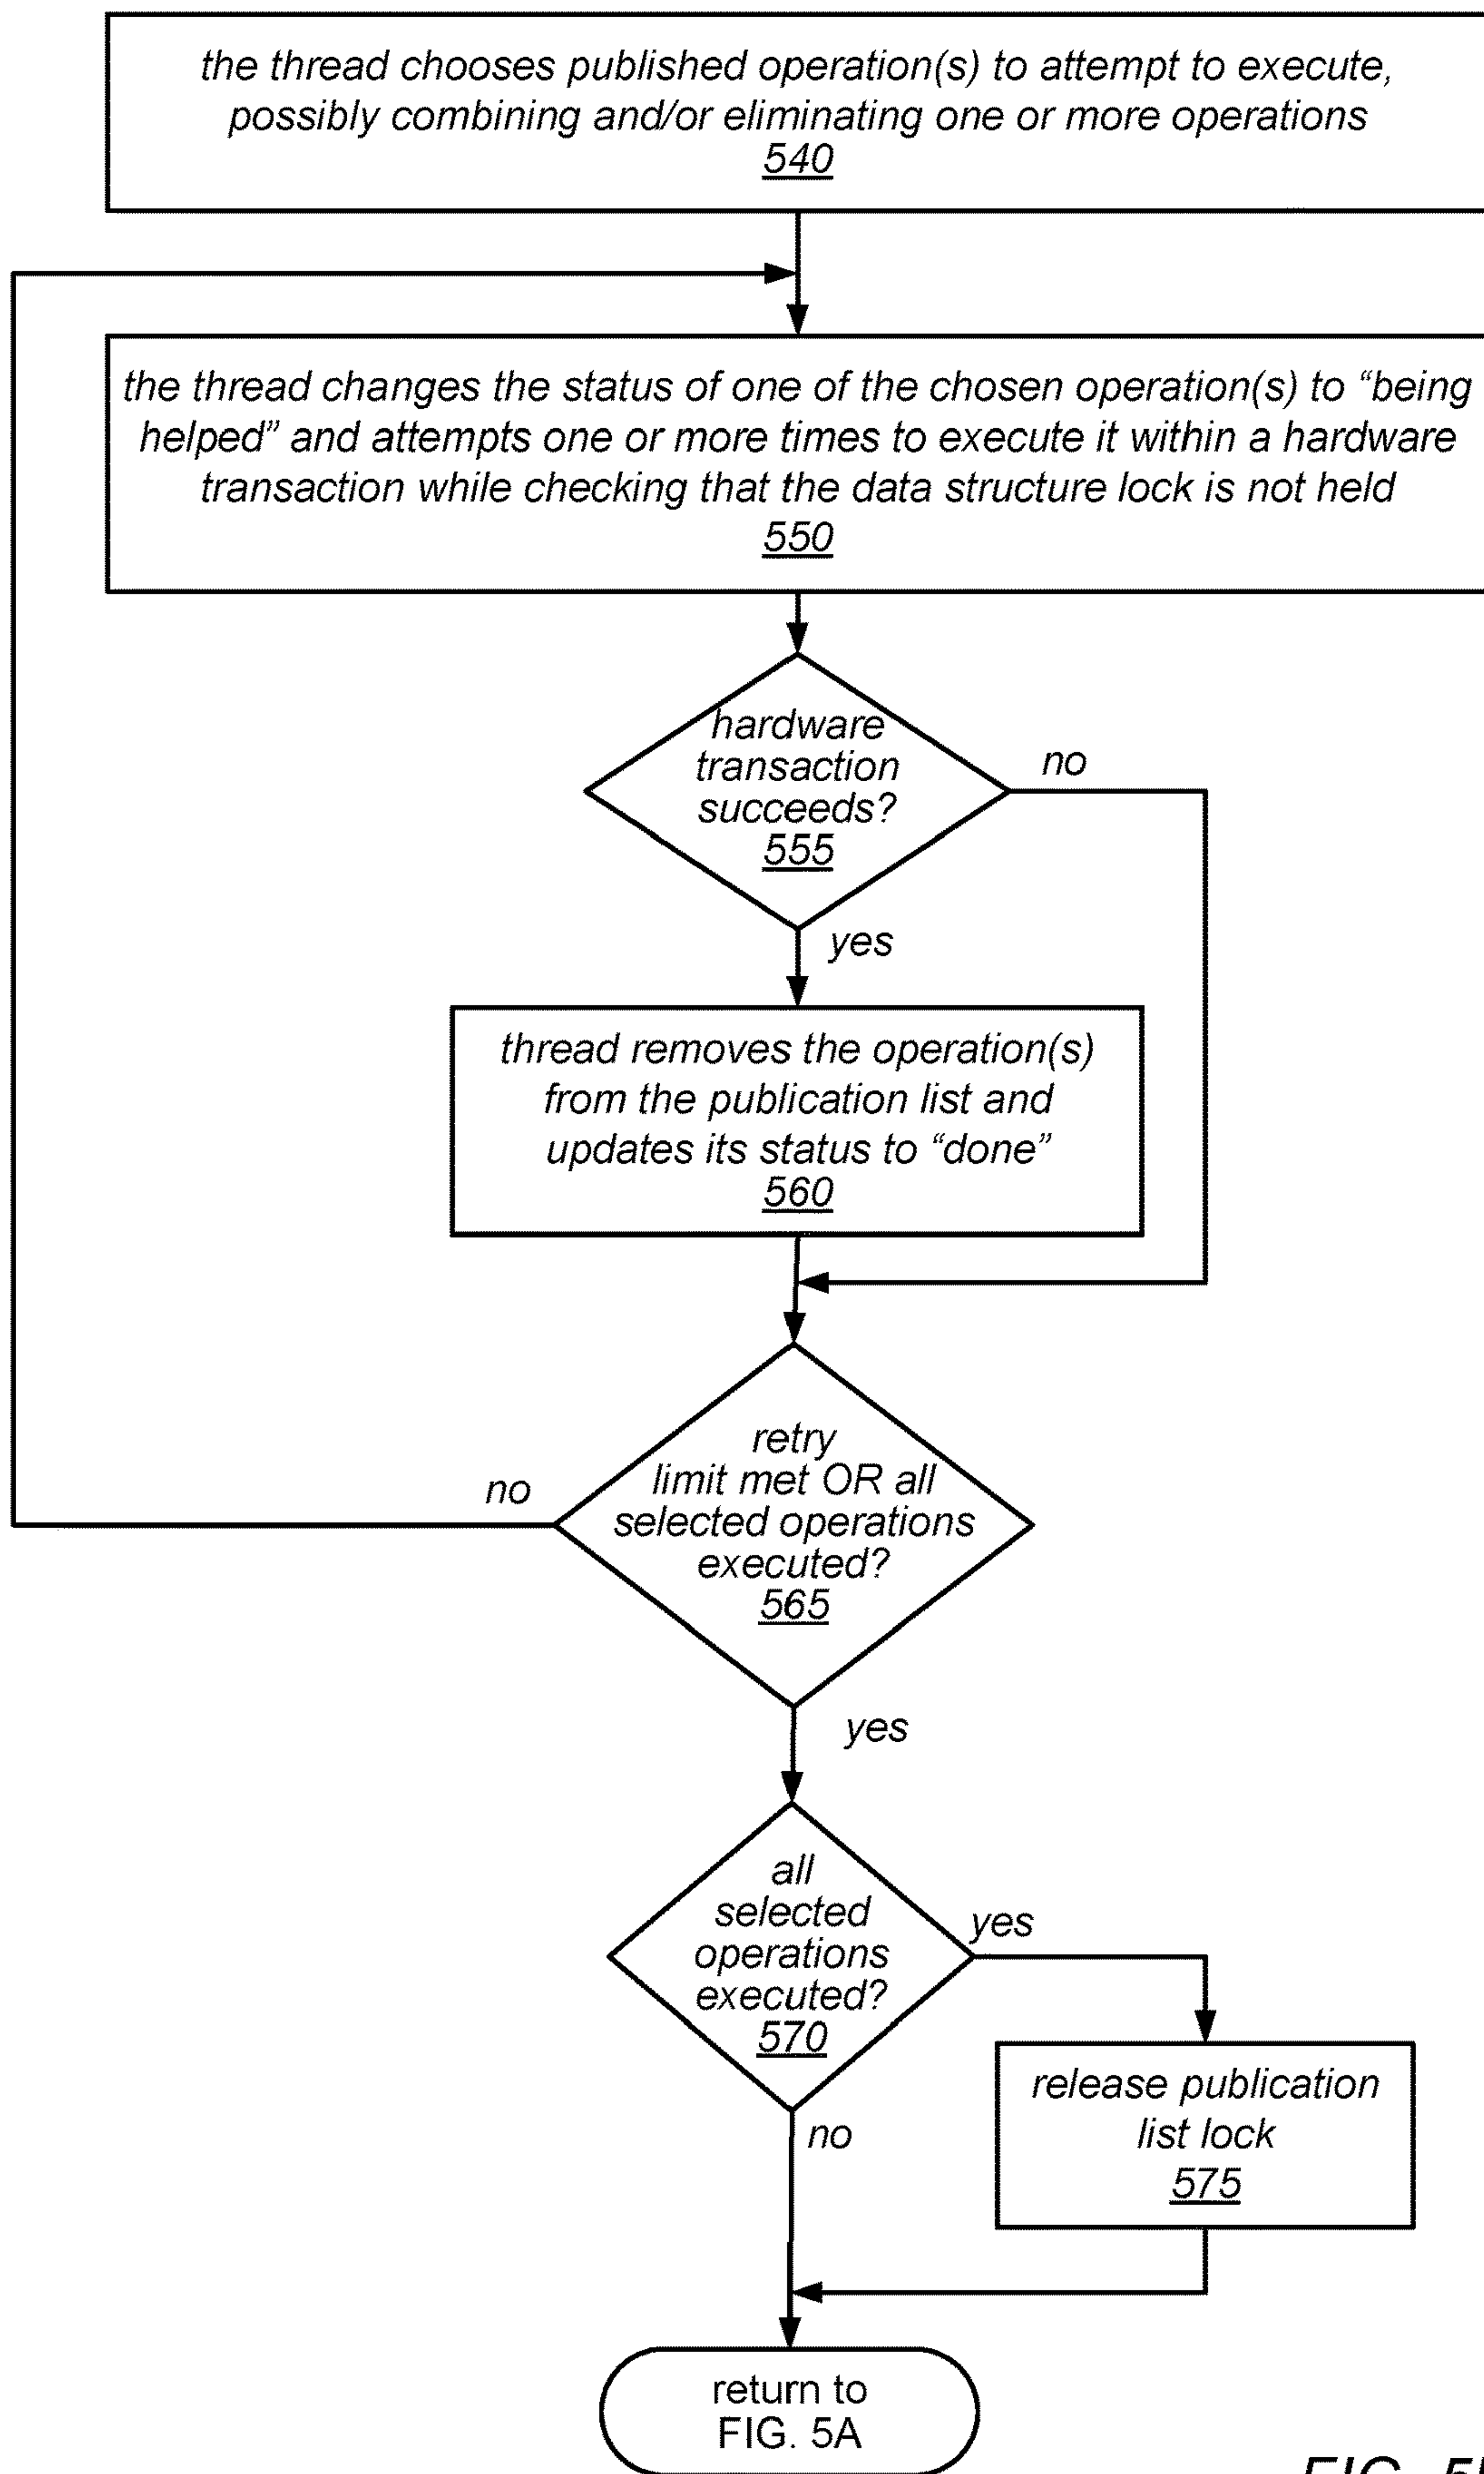 the thread chooses published operation(s) to attempt to execute,
possibly combining and/or eliminating one or more operations
540
the thread changes the status of one of the chosen operation(s) to “being
helped” and attempts one or more times to execute it within a hardware
transaction while checking that the data structure lock is not held
550
hardware
transaction
succeeds?
555
no
yes
thread removes the operation(s)
from the publication list and
updates its status to “done”
560
retry
limit met OR all
selected operations
executed?
565
no
yes
all
selected
operations
executed?
570
yes
no
release publication
list lock
575
return to
FIG. 5A
FIG.